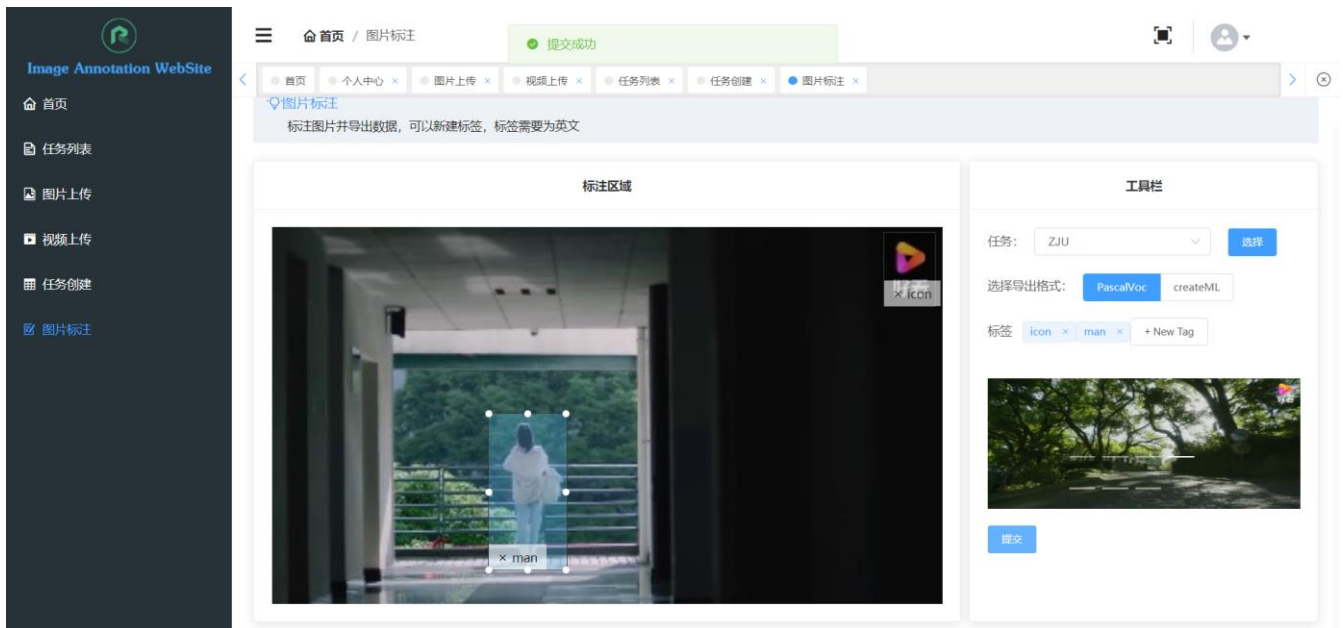 Image Annotation WebSite
首页
任务列表
图片上传
视频上传
任务创建
图片标注
首页 / 图片标注
提交成功
首页 个人中心 × 图片上传 × 视频上传 × 任务列表 × 任务创建 × 图片标注 ×
图片标注
标注图片并导出数据，可以新建标签，标签需要为英文
标注区域
× icon
× man
工具栏
任务： ZJU 选择
选择导出格式： PascalVoc createML
标签 icon × man × + New Tag
提交